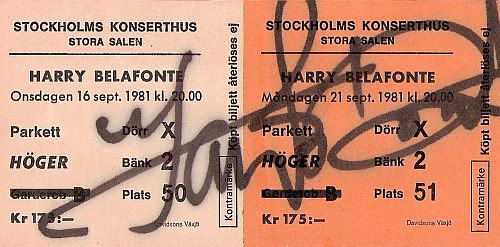 STOCKHOLMS KONSERTHUS
STORA SALEN
HARRY BELAFONTE
Onsdagen 16 sept. 1981 kl. 20.00
Parkett Dörr X
HÖGER Bänk 2
Garderob B Plats 50
Kr 175:—
Davidsons Växjö
Kontramärke
Köpt biljett återlöses ej
STOCKHOLMS KONSERTHUS
STORA SALEN
HARRY BELAFONTE
Måndagen 21 sept. 1981 kl. 20.00
Parkett Dörr X
HÖGER Bänk 2
Garderob B Plats 51
Kr 175:—
Davidsons Växjö
Kontramärke
Köpt biljett återlöses ej